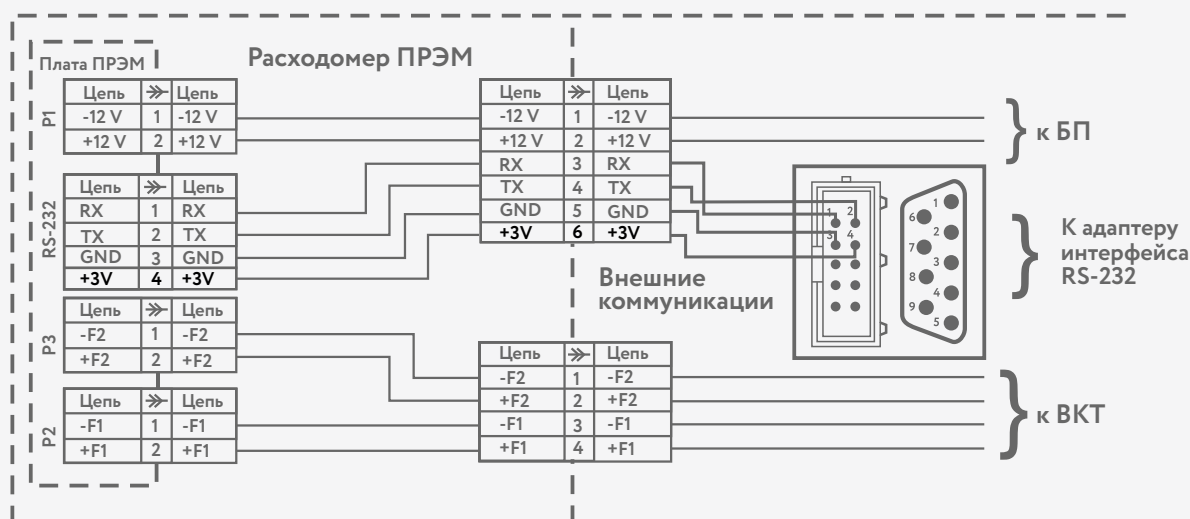 Расходомер ПРЭМ
Плата ПРЭМ
P1
Цепь Цепь
-12 V 1 -12 V
+12 V 2 +12 V
RS-232
Цепь Цепь
RX 1 RX
TX 2 TX
GND 3 GND
+3V 4 +3V
P3
Цепь Цепь
-F2 1 -F2
+F2 2 +F2
P2
Цепь Цепь
-F1 1 -F1
+F1 2 +F1
Цепь Цепь
-12 V 1 -12 V
+12 V 2 +12 V
RX 3 RX
TX 4 TX
GND 5 GND
+3V 6 +3V
Внешние
коммуникации
Цепь Цепь
-F2 1 -F2
+F2 2 +F2
-F1 3 -F1
+F1 4 +F1
к БП
1 2
3 4
1
6
2
7
3
8
4
9
5
К адаптеру
интерфейса
RS-232
к ВКТ